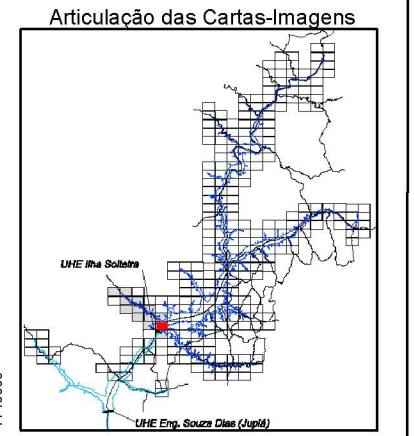 Articulação das Cartas-Imagens
UHE Ilha Solteira
UHE Eng. Souza Dias (Jupiá)